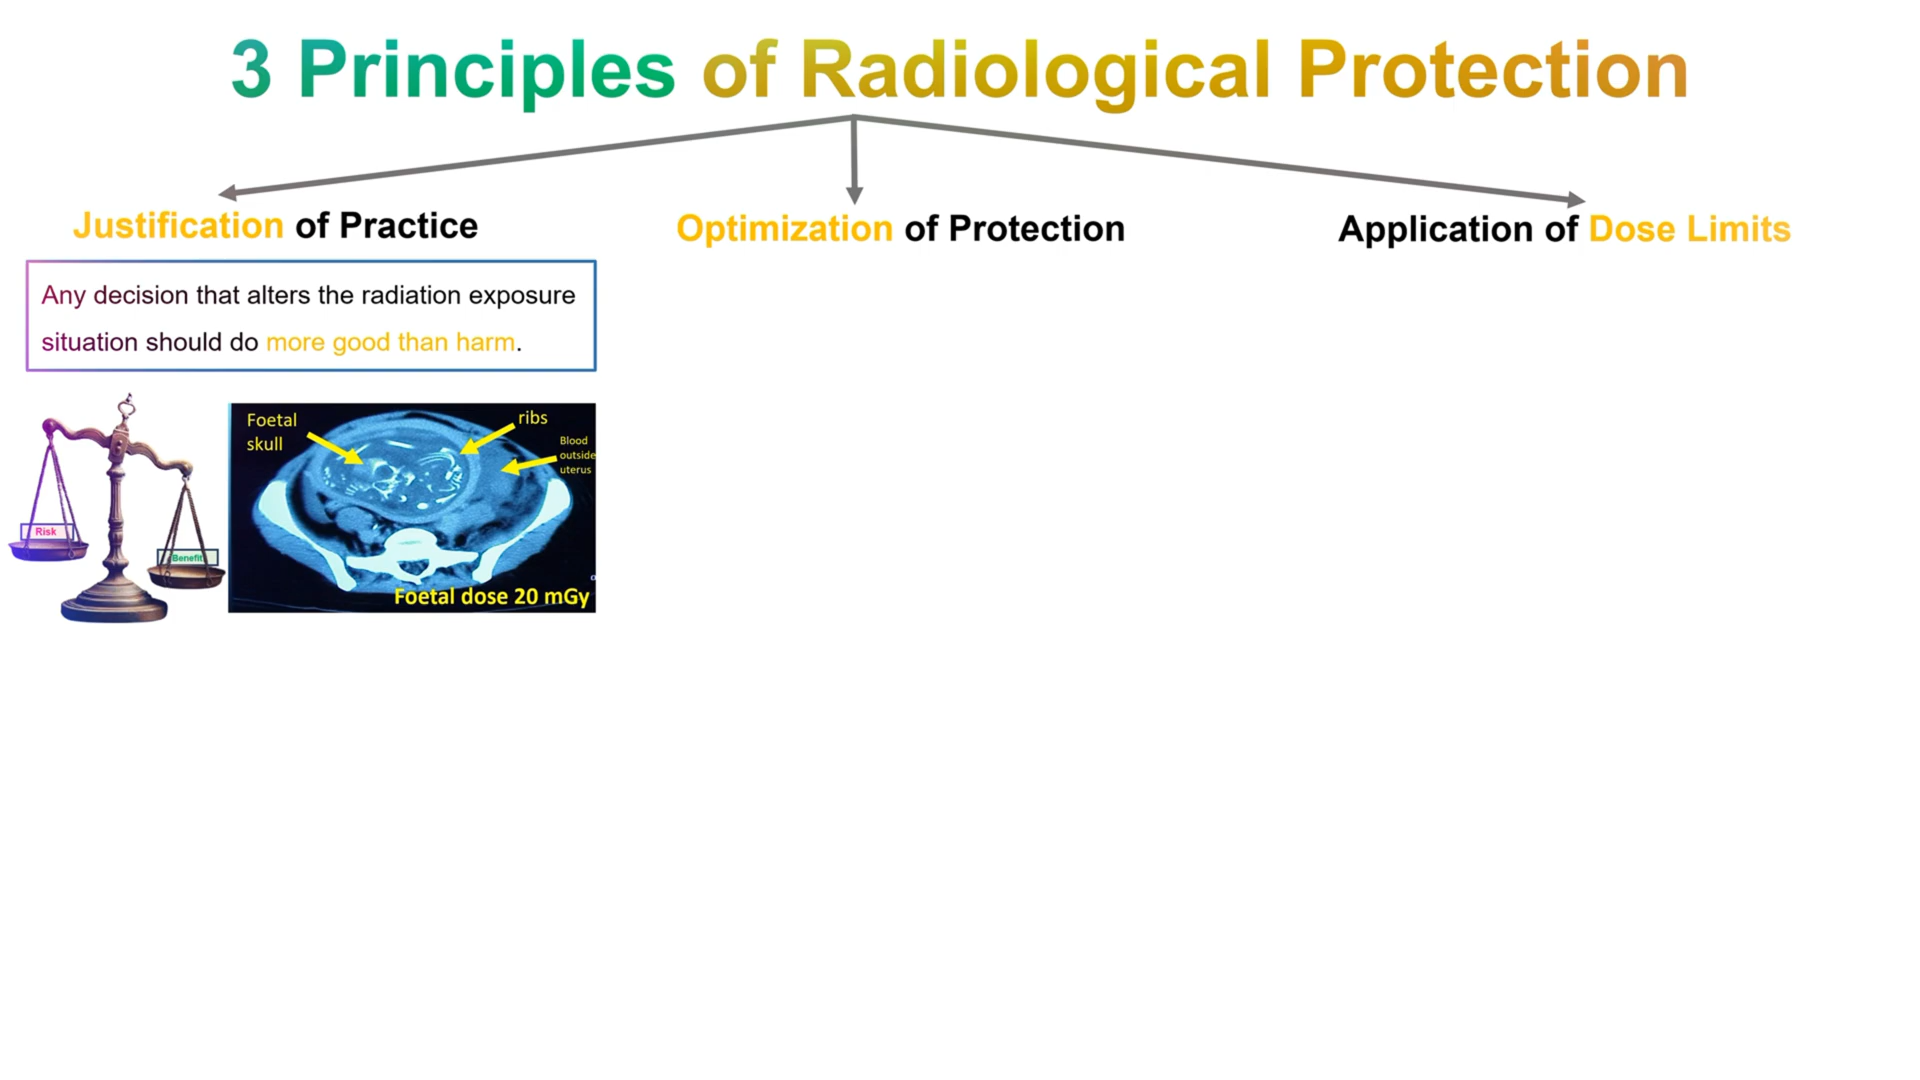 3 Principles of Radiological Protection
Justification of Practice
Optimization of Protection
Application of Dose Limits
Any decision that alters the radiation exposure
situation should do more good than harm.
Risk
Benefit
Foetal
skull
ribs
Blood
outside
uterus
Foetal dose 20 mGy